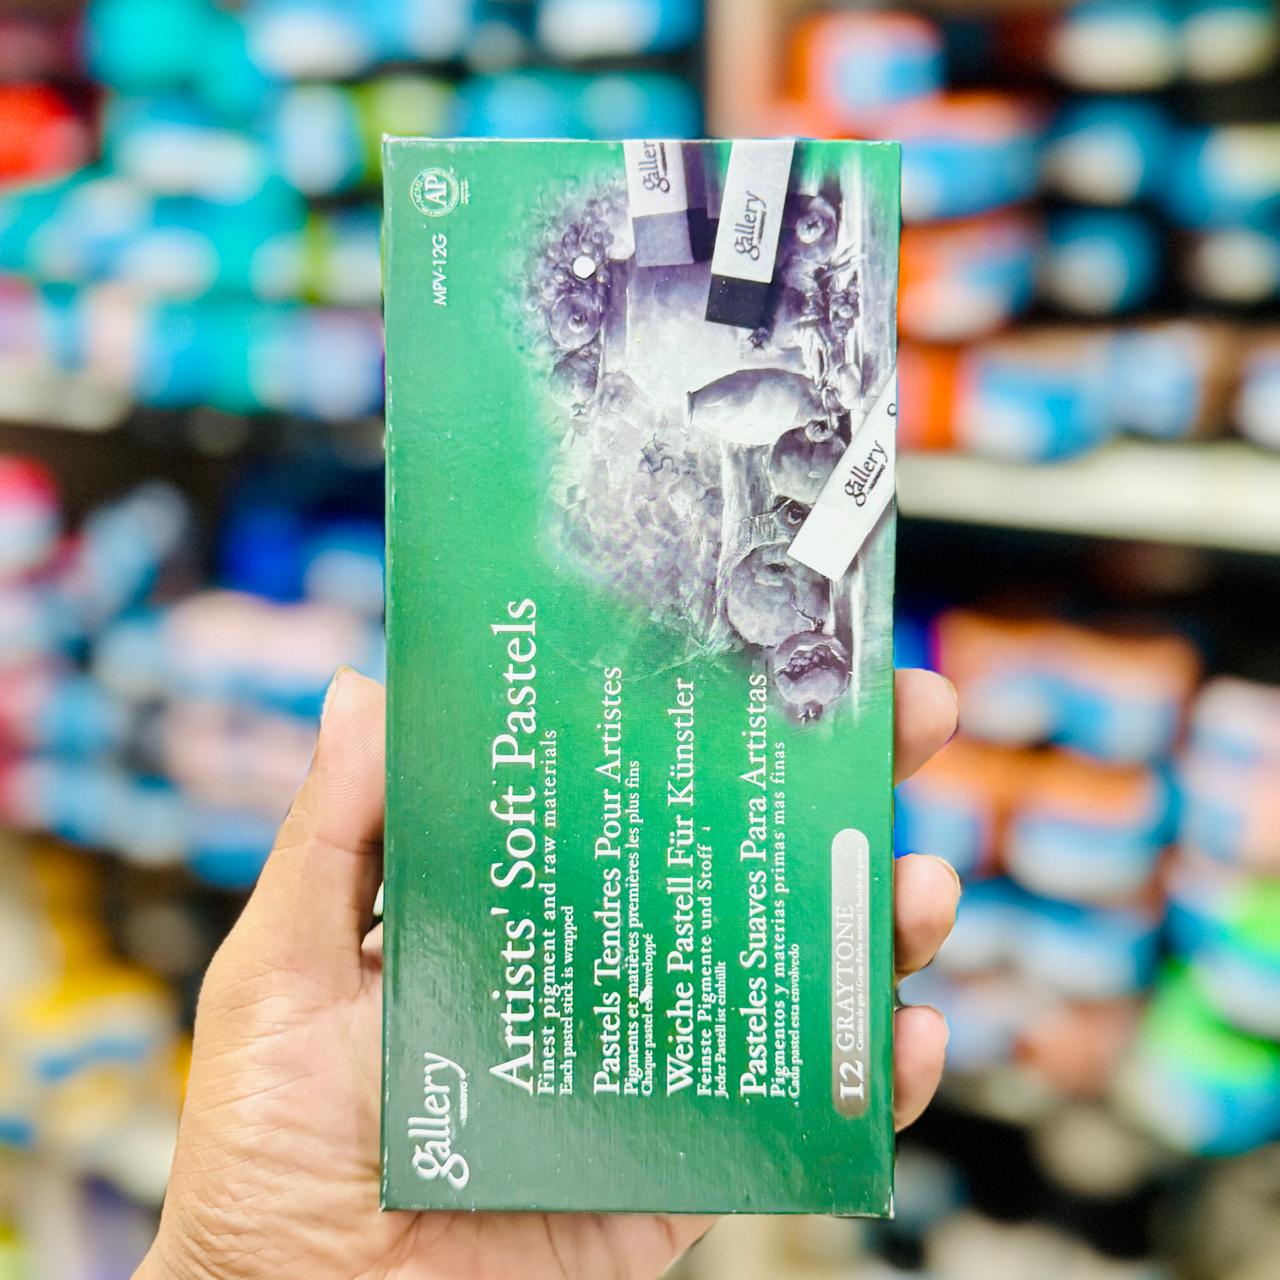 gallery
MUNGYO
Artists' Soft Pastels
Finest pigment and raw materials
Each pastel stick is wrapped
Pastels Tendres Pour Artistes
Pigments et matières premières les plus fins
Chaque pastel est enveloppé
Weiche Pastell Für Künstler
Feinste Pigmente und Stoff
Jeder Pastell ist einhüllt
Pasteles Suaves Para Artistas
Pigmentos y materias primas mas finas
Cada pastel esta envolvedo
12 GRAYTONE
MPV-12G
AP
gallery
gallery
gallery